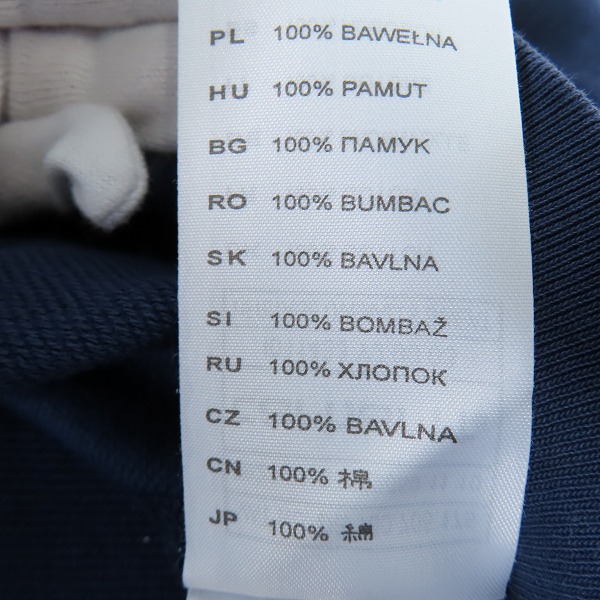 PL 100% BAWEŁNA
HU 100% PAMUT
BG 100% ПАМУК
RO 100% BUMBAC
SK 100% BAVLNA
SI 100% BOMBAŽ
RU 100% ХЛОПОК
CZ 100% BAVLNA
CN 100% 棉
JP 100% 綿